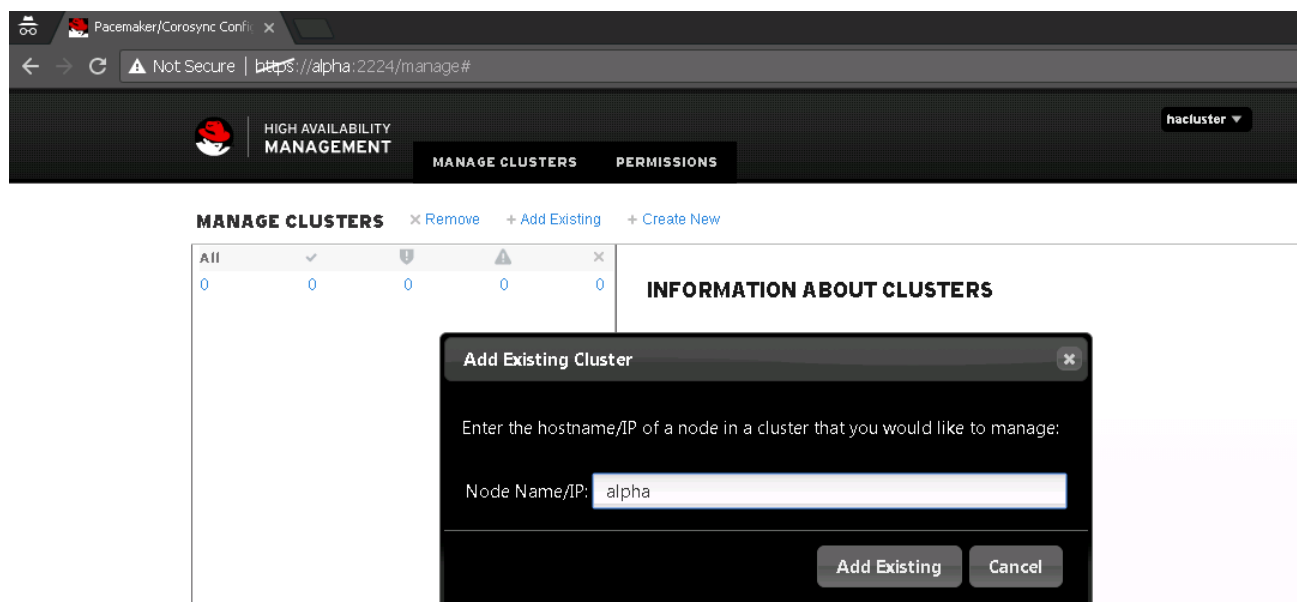 Pacemaker/Corosync Config
Not Secure | https://alpha:2224/manage#
HIGH AVAILABILITY
MANAGEMENT
hacluster
MANAGE CLUSTERS PERMISSIONS
MANAGE CLUSTERS Remove + Add Existing + Create New
All
0 0 0 0 0
INFORMATION ABOUT CLUSTERS
Add Existing Cluster
Enter the hostname/IP of a node in a cluster that you would like to manage:
Node Name/IP: alpha
Add Existing Cancel